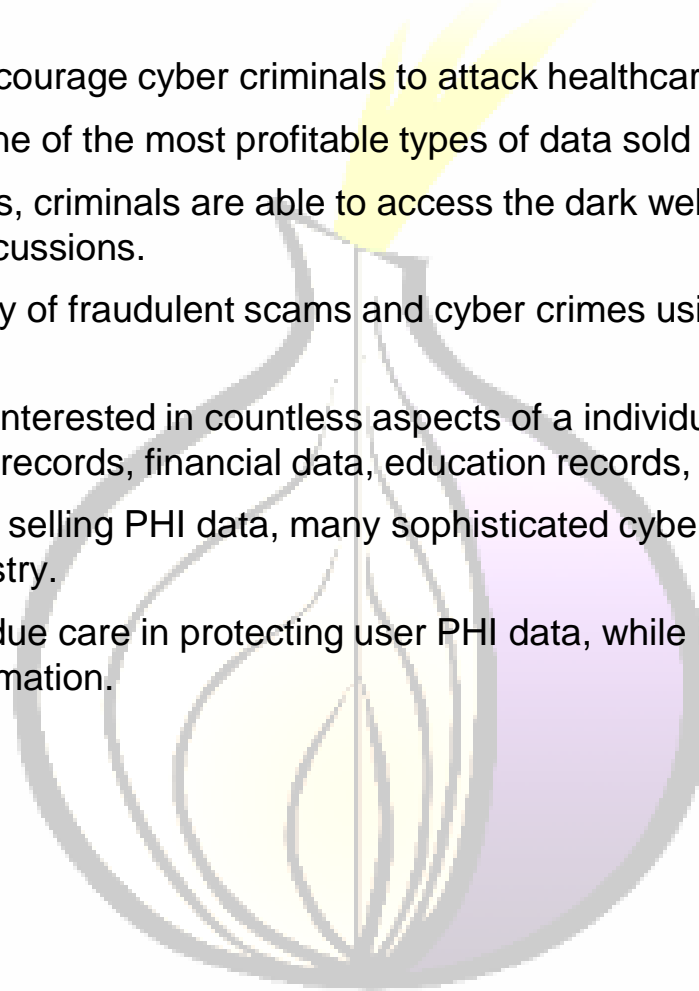 courage cyber criminals to attack healthcar
ne of the most profitable types of data sold
s, criminals are able to access the dark we
cussions.
y of fraudulent scams and cyber crimes usi
nterested in countless aspects of a individu
records, financial data, education records,
selling PHI data, many sophisticated cybe
stry.
due care in protecting user PHI data, while
mation.